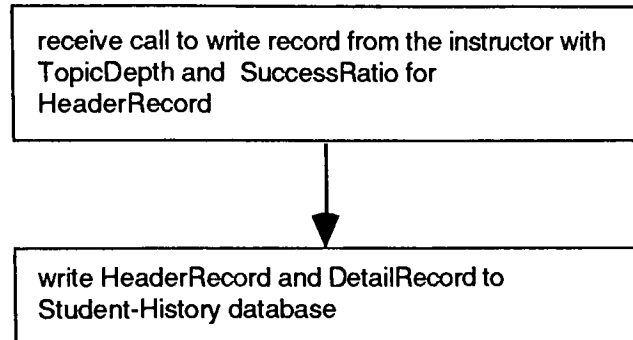 receive call to write record from the instructor with
TopicDepth and SuccessRatio for
HeaderRecord
write HeaderRecord and DetailRecord to
Student-History database